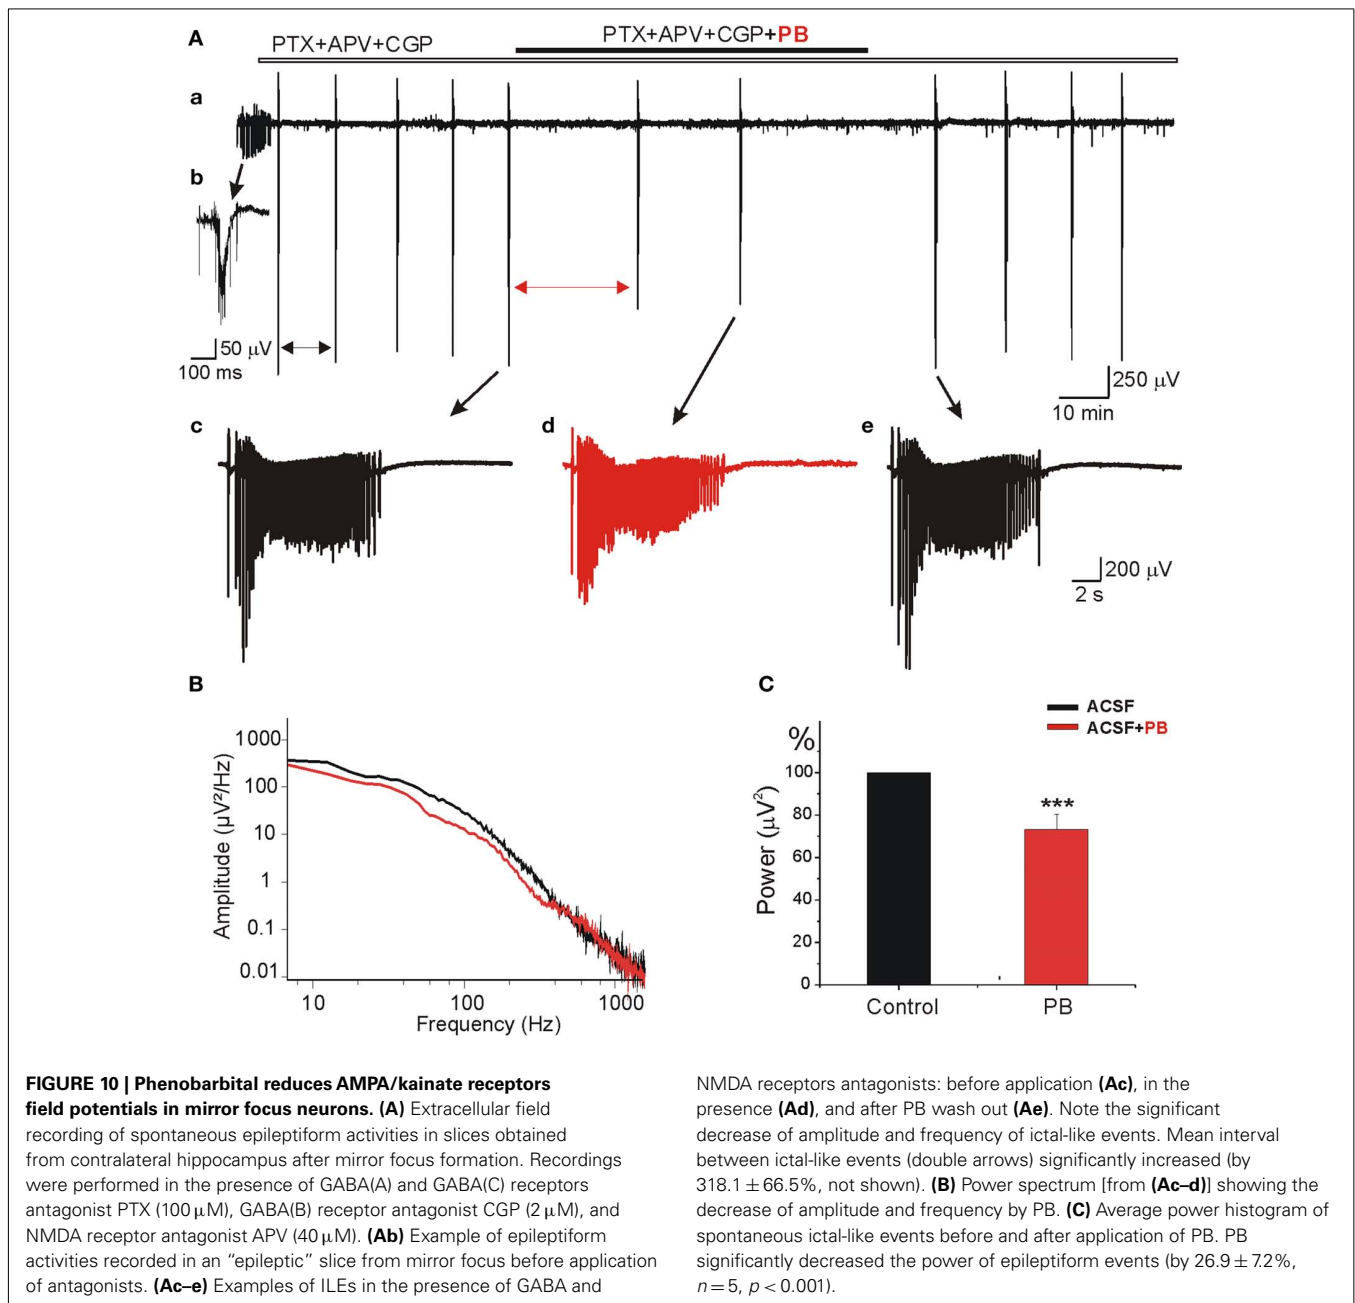 A
PTX+APV+CGP
PTX+APV+CGP+PB
a
b
50 μV
100 ms
250 μV
10 min
c
d
e
200 μV
2 s
B
1000
100
10
1
0.1
0.01
Amplitude (μV²/Hz)
10
100
1000
Frequency (Hz)
C
ACSF
ACSF+PB
%
100
80
60
40
20
0
Power (μV²)
***
Control
PB
FIGURE 10 | Phenobarbital reduces AMPA/kainate receptors
field potentials in mirror focus neurons. (A) Extracellular field
recording of spontaneous epileptiform activities in slices obtained
from contralateral hippocampus after mirror focus formation. Recordings
were performed in the presence of GABA(A) and GABA(C) receptors
antagonist PTX (100 μM), GABA(B) receptor antagonist CGP (2 μM), and
NMDA receptor antagonist APV (40 μM). (Ab) Example of epileptiform
activities recorded in an “epileptic” slice from mirror focus before application
of antagonists. (Ac–e) Examples of ILEs in the presence of GABA and
NMDA receptors antagonists: before application (Ac), in the
presence (Ad), and after PB wash out (Ae). Note the significant
decrease of amplitude and frequency of ictal-like events. Mean interval
between ictal-like events (double arrows) significantly increased (by
318.1 ± 66.5%, not shown). (B) Power spectrum [from (Ac–d)] showing the
decrease of amplitude and frequency by PB. (C) Average power histogram of
spontaneous ictal-like events before and after application of PB. PB
significantly decreased the power of epileptiform events (by 26.9 ± 7.2%,
n = 5, p < 0.001).